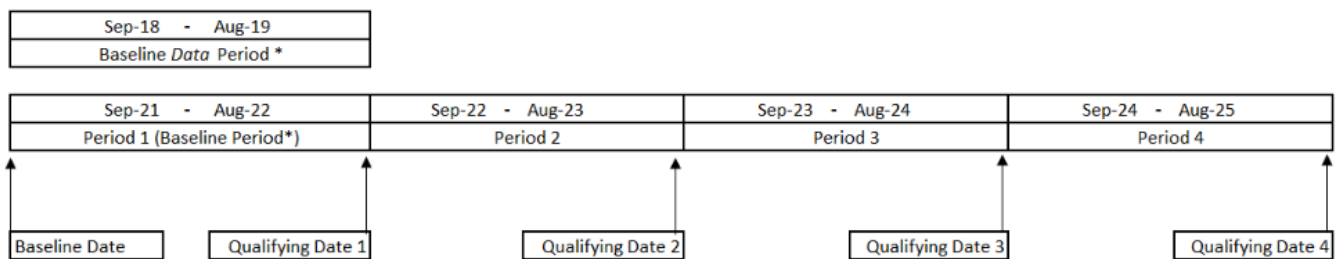 Sep-18 - Aug-19
Baseline Data Period *
Sep-21 - Aug-22 Sep-22 - Aug-23 Sep-23 - Aug-24 Sep-24 - Aug-25
Period 1 (Baseline Period*) Period 2 Period 3 Period 4
Baseline Date Qualifying Date 1 Qualifying Date 2 Qualifying Date 3 Qualifying Date 4